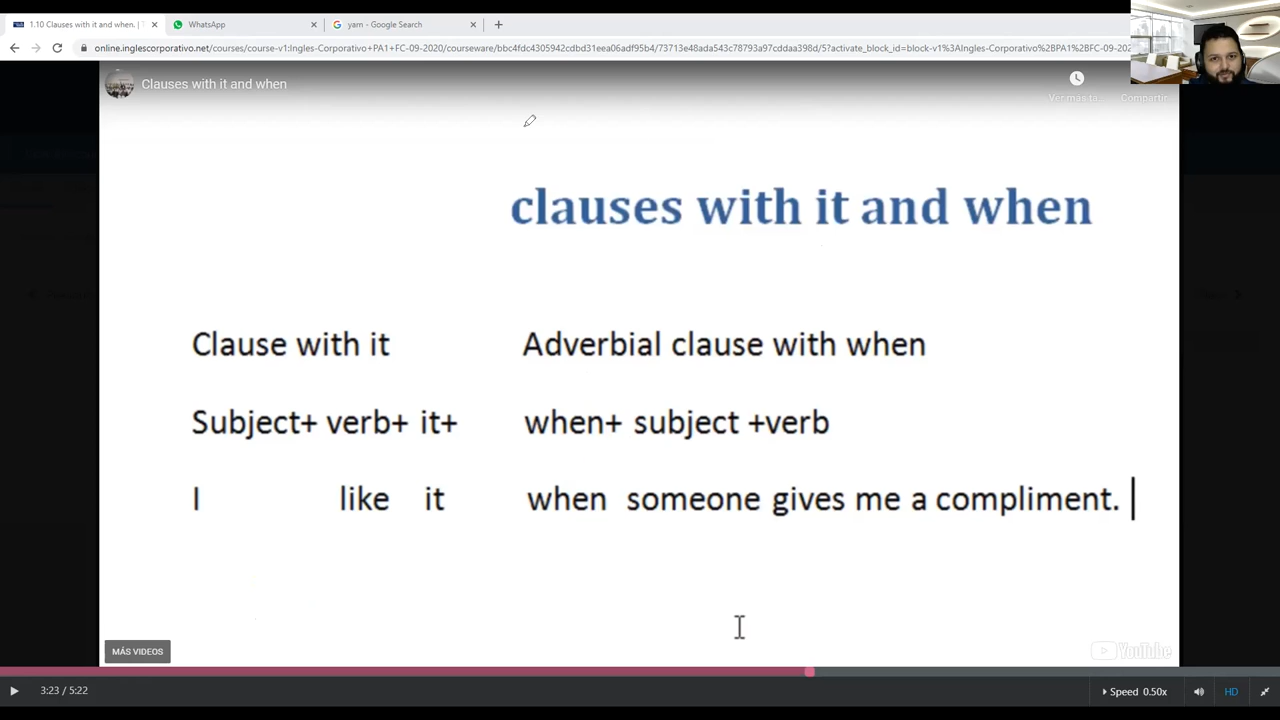 1.10 Clauses with it and when. | T
WhatsApp
yarn - Google Search
online.inglescorporativo.net/courses/course-v1:Ingles-Corporativo+PA1+FC-09-2020/courseware/bbc4fdc4305942cdbd31eea06adf95b4/73713e48ada543c78793a97cddaa398d/5?activate_block_id=block-v1%3AIngles-Corporativo%2BPA1%2BFC-09-202
Clauses with it and when
Ver más ta...
Compartir
clauses with it and when
Clause with it Adverbial clause with when
Subject+ verb+ it+ when+ subject +verb
I like it when someone gives me a compliment.
MÁS VIDEOS
YouTube
3:23 / 5:22
Speed 0.50x
HD